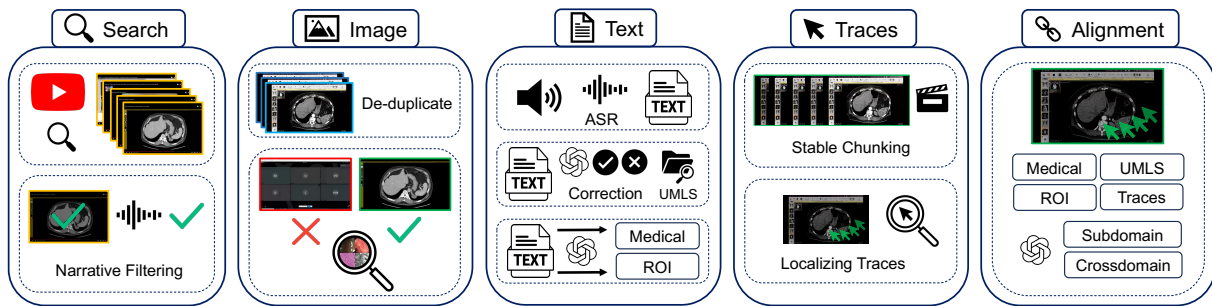 Search
Image
Text
Traces
Alignment
Narrative Filtering
De-duplicate
ASR
TEXT
TEXT
Correction
UMLS
TEXT
Medical
ROI
Stable Chunking
Localizing Traces
Medical
UMLS
ROI
Traces
Subdomain
Crossdomain